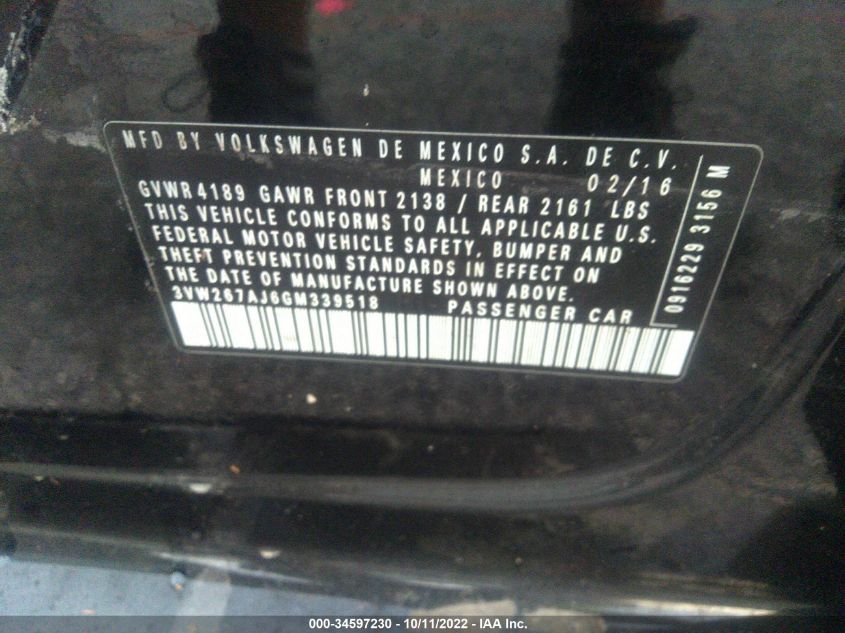 MFD BY VOLKSWAGEN DE MEXICO S.A. DE C.V.
MEXICO 02/16
GVWR 4189 GAWR FRONT 2138 / REAR 2161 LBS
THIS VEHICLE CONFORMS TO ALL APPLICABLE U.S.
FEDERAL MOTOR VEHICLE SAFETY, BUMPER AND
THEFT PREVENTION STANDARDS IN EFFECT ON
THE DATE OF MANUFACTURE SHOWN ABOVE.
3VW267AJ6GM339518 PASSENGER CAR
0916229 3156 M
000-34597230 - 10/11/2022 - IAA Inc.